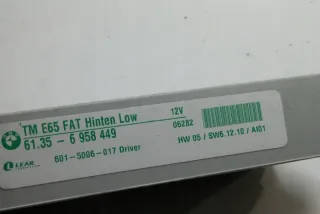 TM E65 FAT Hinten Low 12V
61.35 - 6 958 449 06282
HW 05 / SW6.12.10 / AI01
LEAR
601-5006-017 Driver